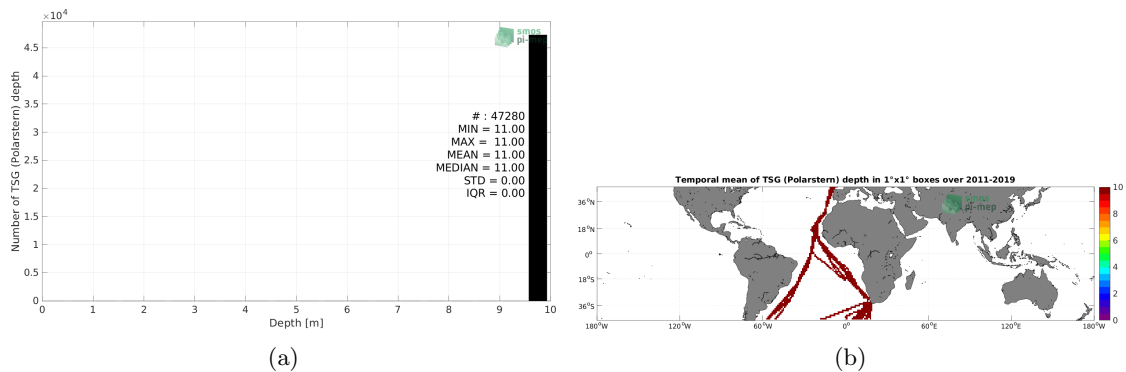 ×10⁴
4.5
4
3.5
3
2.5
2
1.5
1
0.5
0
Number of TSG (Polarstern) depth
smos
pi-mep
# : 47280
MIN = 11.00
MAX = 11.00
MEAN = 11.00
MEDIAN = 11.00
STD = 0.00
IQR = 0.00
0 1 2 3 4 5 6 7 8 9 10
Depth [m]
(a)
Temporal mean of TSG (Polarstern) depth in 1°x1° boxes over 2011-2019
smos
pi-mep
36°N
18°N
0°
18°S
36°S
180°W 120°W 60°W 0° 60°E 120°E 180°W
10
8
6
4
2
0
(b)